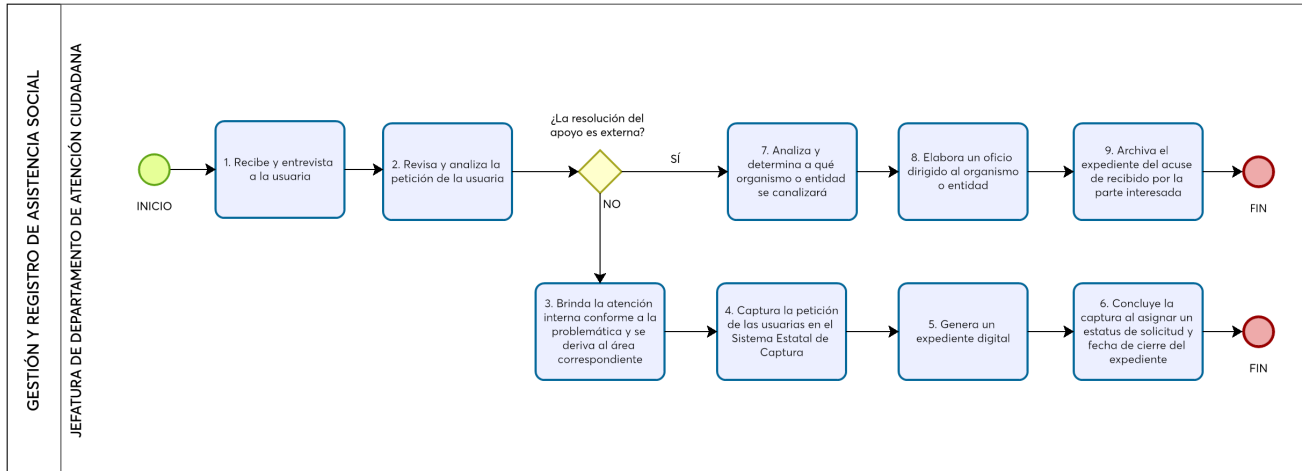 GESTIÓN Y REGISTRO DE ASISTENCIA SOCIAL
JEFATURA DE DEPARTAMENTO DE ATENCIÓN CIUDADANA
INICIO
1. Recibe y entrevista
a la usuaria
2. Revisa y analiza la
petición de la usuaria
¿La resolución del
apoyo es externa?
SÍ
NO
7. Analiza y
determina a qué
organismo o entidad
se canalizará
8. Elabora un oficio
dirigido al organismo
o entidad
9. Archiva el
expediente del acuse
de recibido por la
parte interesada
FIN
3. Brinda la atención
interna conforme a la
problemática y se
deriva al área
correspondiente
4. Captura la petición
de las usuarias en el
Sistema Estatal de
Captura
5. Genera un
expediente digital
6. Concluye la
captura al asignar un
estatus de solicitud y
fecha de cierre del
expediente
FIN